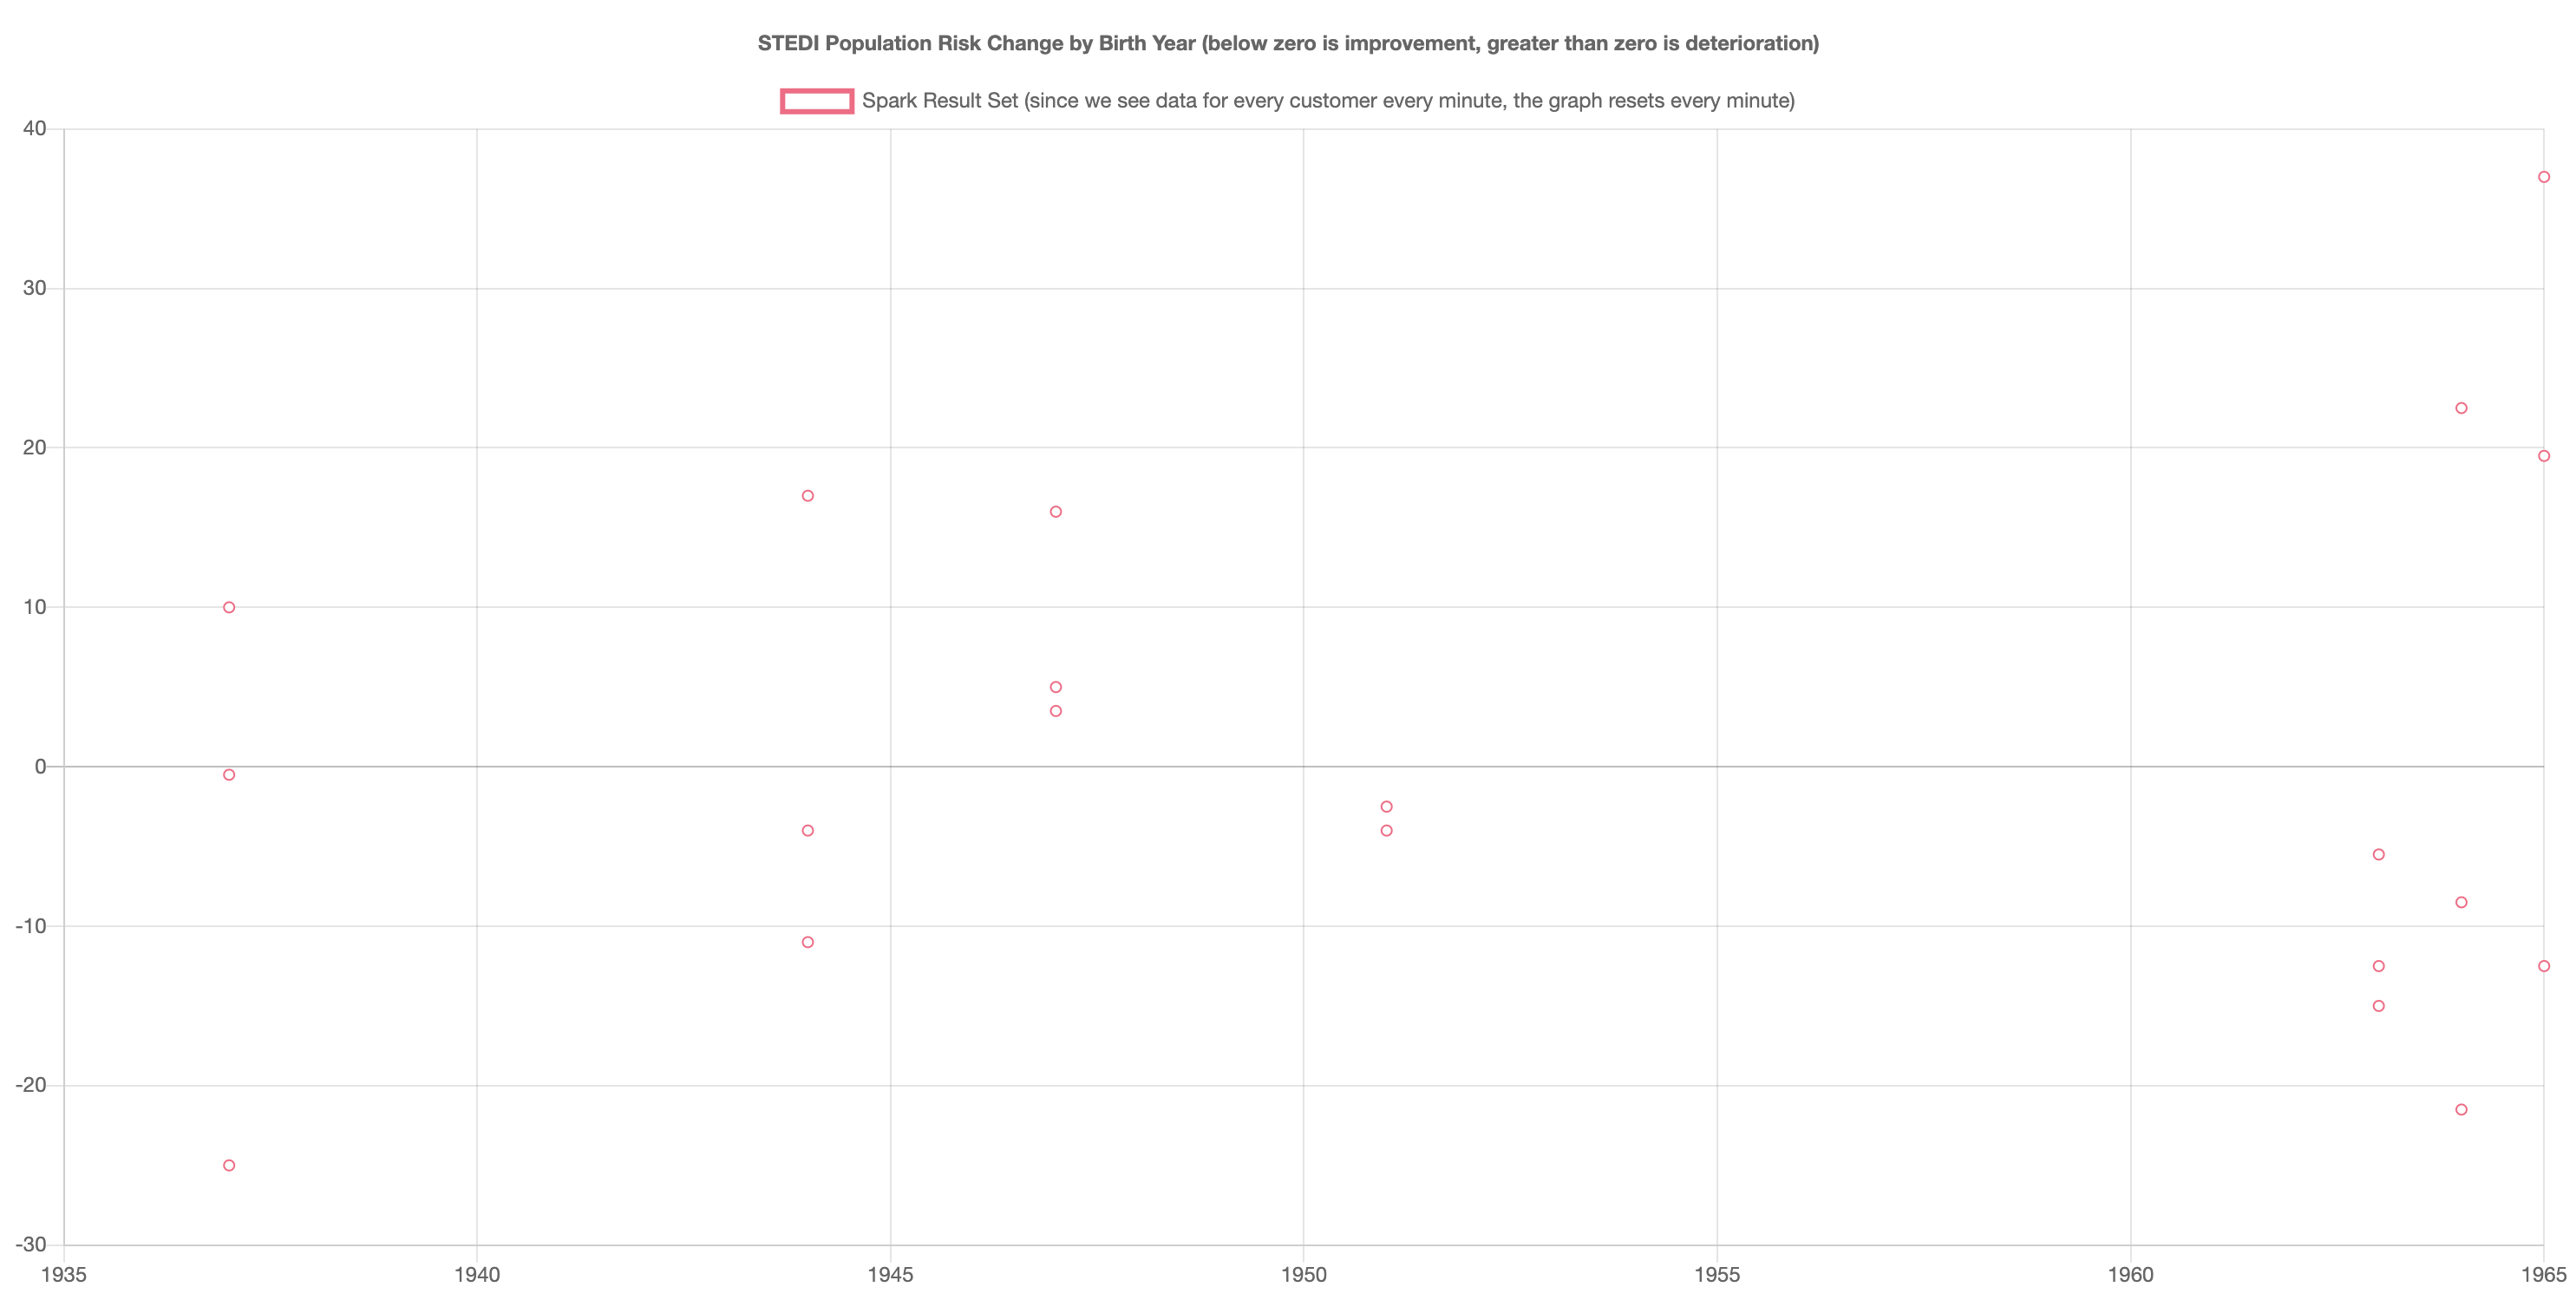 STEDI Population Risk Change by Birth Year (below zero is improvement, greater than zero is deterioration)
Spark Result Set (since we see data for every customer every minute, the graph resets every minute)
40
30
20
10
0
-10
-20
-30
1935 1940 1945 1950 1955 1960 1965